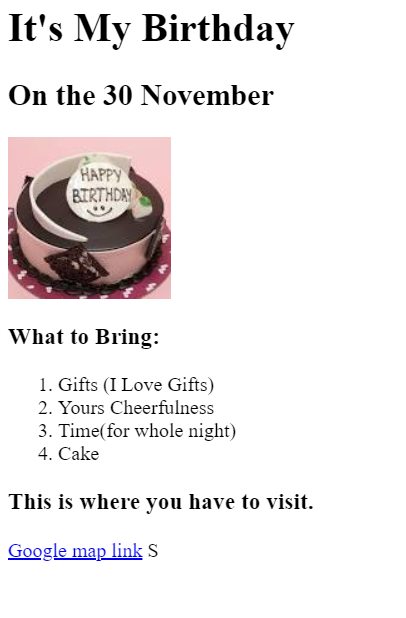 It's My Birthday
On the 30 November
HAPPY
BIRTHDAY
What to Bring:
1. Gifts (I Love Gifts)
2. Yours Cheerfulness
3. Time(for whole night)
4. Cake
This is where you have to visit.
Google map link S